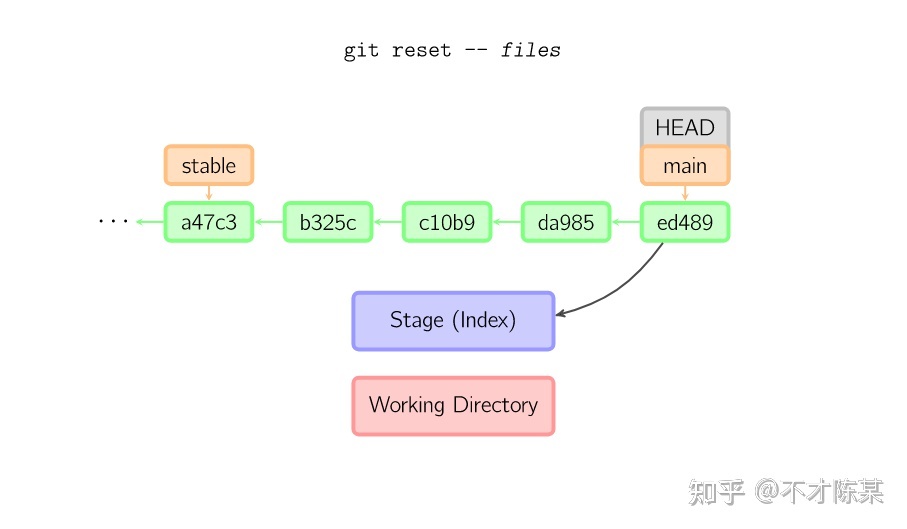 git reset -- files
HEAD
stable
main
... a47c3 b325c c10b9 da985 ed489
Stage (Index)
Working Directory
知乎 @不才陈某